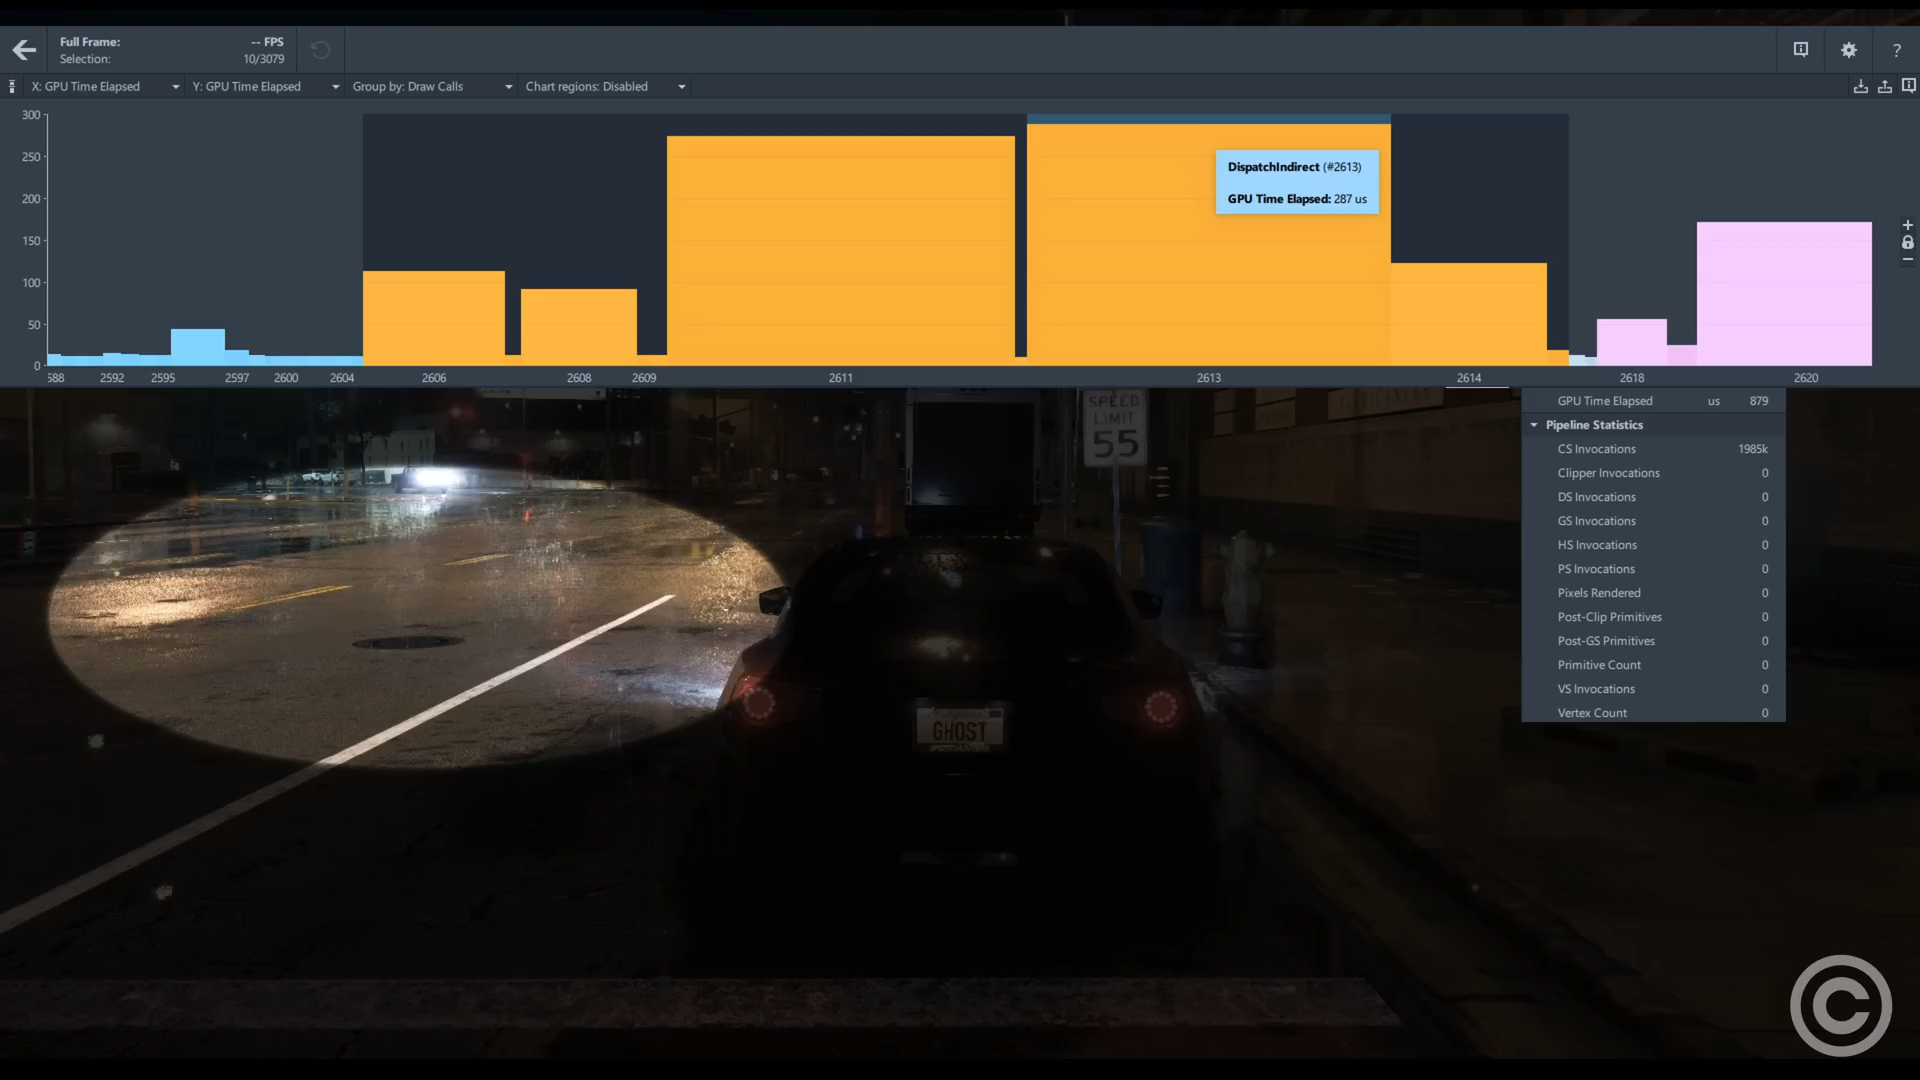 Full Frame: -- FPS
Selection: 10/3079
?
X: GPU Time Elapsed Y: GPU Time Elapsed Group by: Draw Calls Chart regions: Disabled
300
250
200
150
100
50
0
DispatchIndirect (#2613)
GPU Time Elapsed: 287 us
588 2592 2595 2597 2600 2604 2606 2608 2609 2611 2613 2614 2618 2620
GPU Time Elapsed us 879
Pipeline Statistics
CS Invocations 1985k
Clipper Invocations 0
DS Invocations 0
GS Invocations 0
HS Invocations 0
PS Invocations 0
Pixels Rendered 0
Post-Clip Primitives 0
Post-GS Primitives 0
Primitive Count 0
VS Invocations 0
Vertex Count 0
SPEED
LIMIT
55
GHOST
©